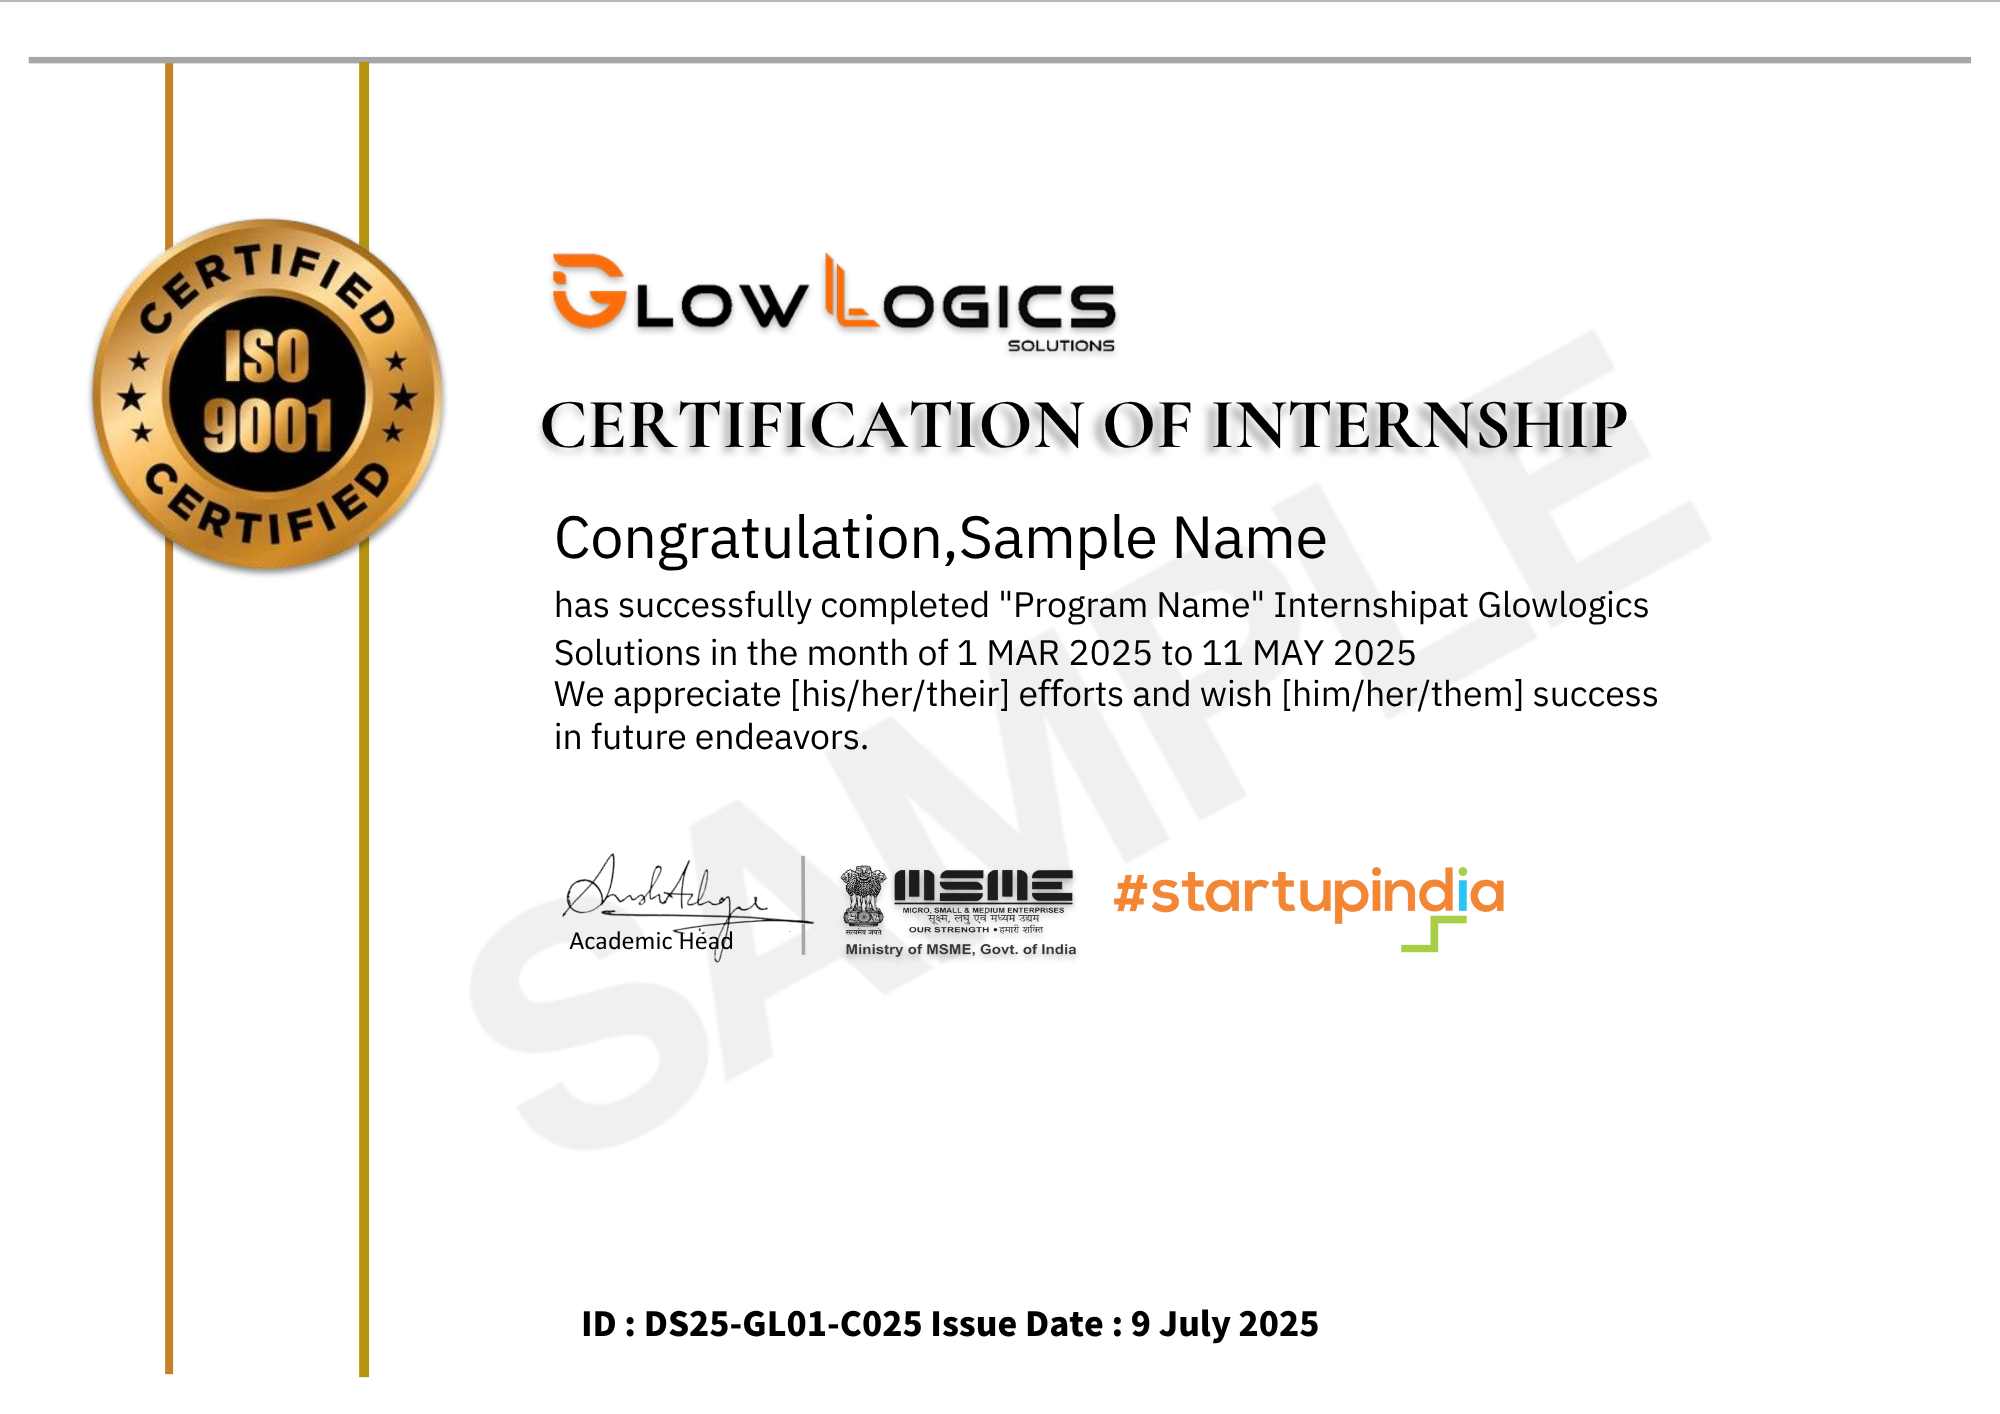 CERTIFIED
ISO
9001
CERTIFIED
GLOW LOGICS
SOLUTIONS
CERTIFICATION OF INTERNSHIP
Congratulation,Sample Name
has successfully completed "Program Name" Internshipat Glowlogics
Solutions in the month of 1 MAR 2025 to 11 MAY 2025
We appreciate [his/her/their] efforts and wish [him/her/them] success
in future endeavors.
SAMPLE
Academic Head
सत्यमेव जयते
MSME
MICRO, SMALL & MEDIUM ENTERPRISES
सूक्ष्म, लघु एवं मध्यम उद्यम
OUR STRENGTH • हमारी शक्ति
Ministry of MSME, Govt. of India
#startupindia
ID : DS25-GL01-C025 Issue Date : 9 July 2025